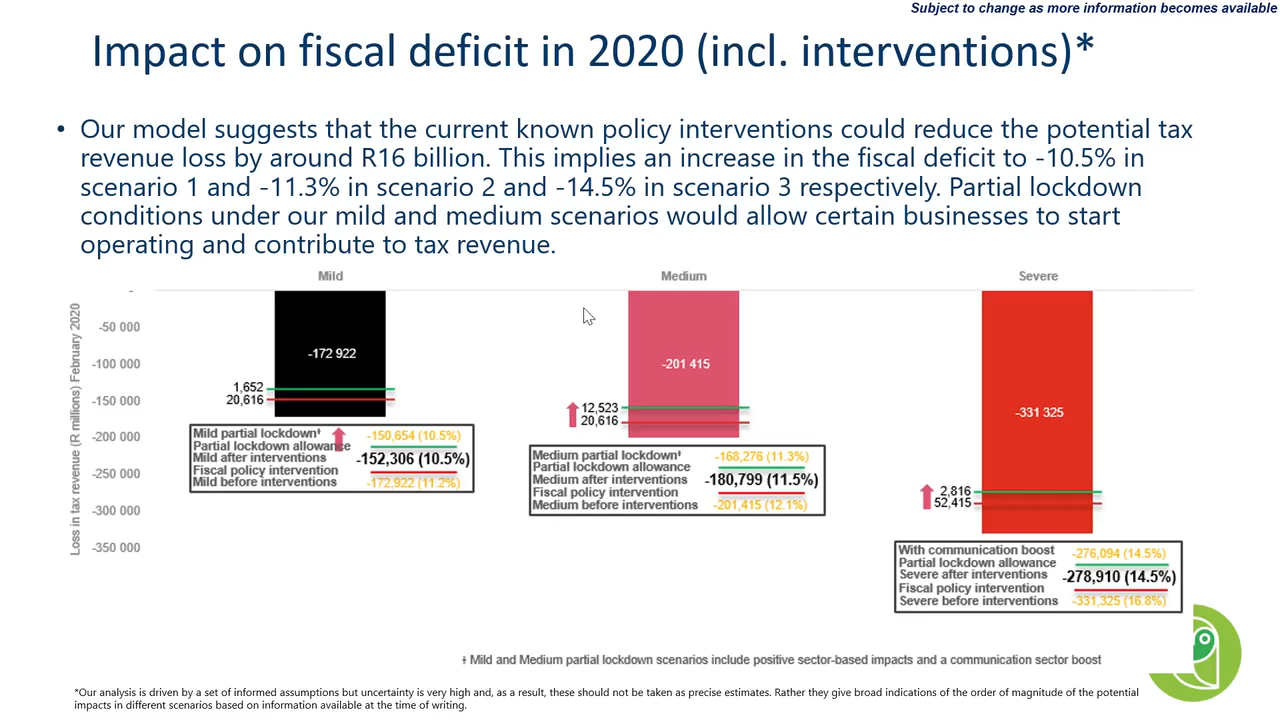 Subject to change as more information becomes available
Impact on fiscal deficit in 2020 (incl. interventions)*
• Our model suggests that the current known policy interventions could reduce the potential tax
revenue loss by around R16 billion. This implies an increase in the fiscal deficit to -10.5% in
scenario 1 and -11.3% in scenario 2 and -14.5% in scenario 3 respectively. Partial lockdown
conditions under our mild and medium scenarios would allow certain businesses to start
operating and contribute to tax revenue.
Mild
Medium
Severe
Loss in tax revenue (R millions) February 2020
-
-50 000
-100 000
-150 000
-200 000
-250 000
-300 000
-350 000
-172 922
1,652
20,616
Mild partial lockdownǂ -150,654 (10.5%)
Partial lockdown allowance
Mild after interventions -152,306 (10.5%)
Fiscal policy intervention
Mild before interventions -172,922 (11.2%)
-201 415
12,523
20,616
Medium partial lockdownǂ -168,276 (11.3%)
Partial lockdown allowance
Medium after interventions -180,799 (11.5%)
Fiscal policy intervention
Medium before interventions -201,415 (12.1%)
-331 325
2,816
52,415
With communication boost -276,094 (14.5%)
Partial lockdown allowance
Severe after interventions -278,910 (14.5%)
Fiscal policy intervention
Severe before interventions -331,325 (16.8%)
ǂ Mild and Medium partial lockdown scenarios include positive sector-based impacts and a communication sector boost
*Our analysis is driven by a set of informed assumptions but uncertainty is very high and, as a result, these should not be taken as precise estimates. Rather they give broad indications of the order of magnitude of the potential
impacts in different scenarios based on information available at the time of writing.